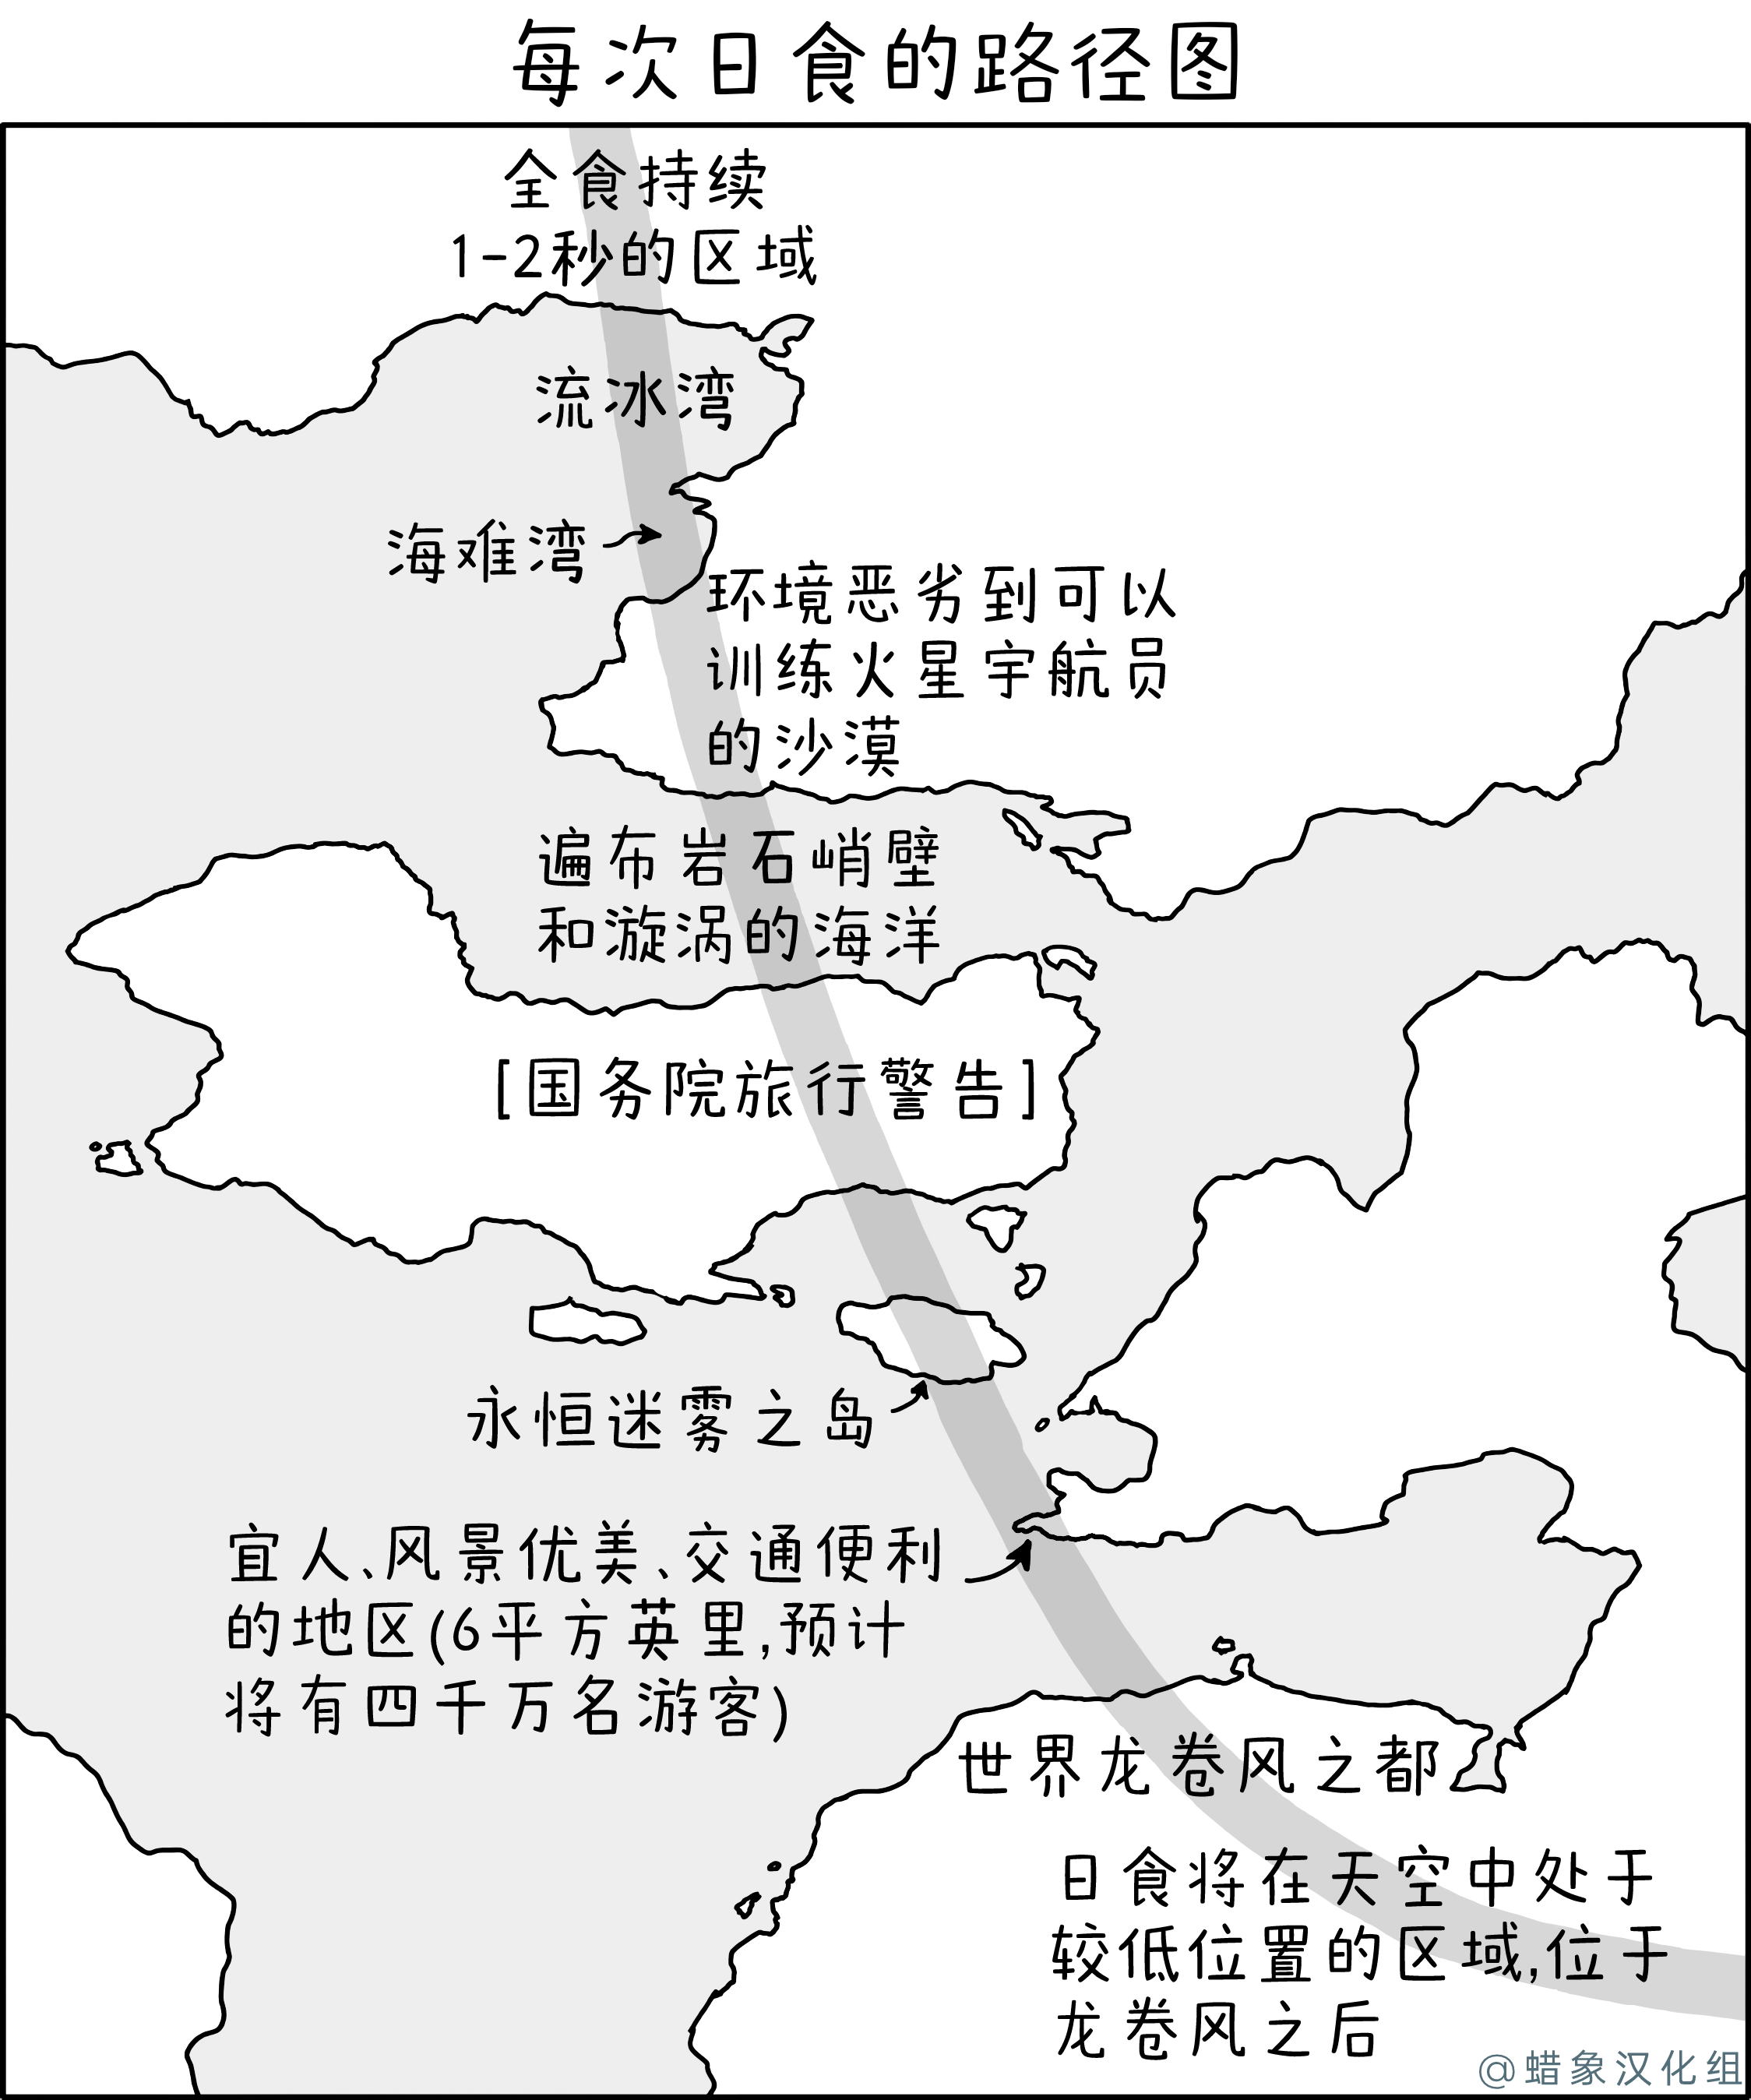 每次日食的路径图
全食持续
1-2秒的区域
流冰湾
海难湾
环境恶劣到可以
训练火星宇航员
的沙漠
遍布岩石峭壁
和漩涡的海洋
[国务院旅行警告]
永恒迷雾之岛
宜人、风景优美、交通便利
的地区(6平方英里,预计
将有四千万名游客)
世界龙卷风之都
日食将在天空中处于
较低位置的区域,位于
龙卷风之后
@蜡象汉化组